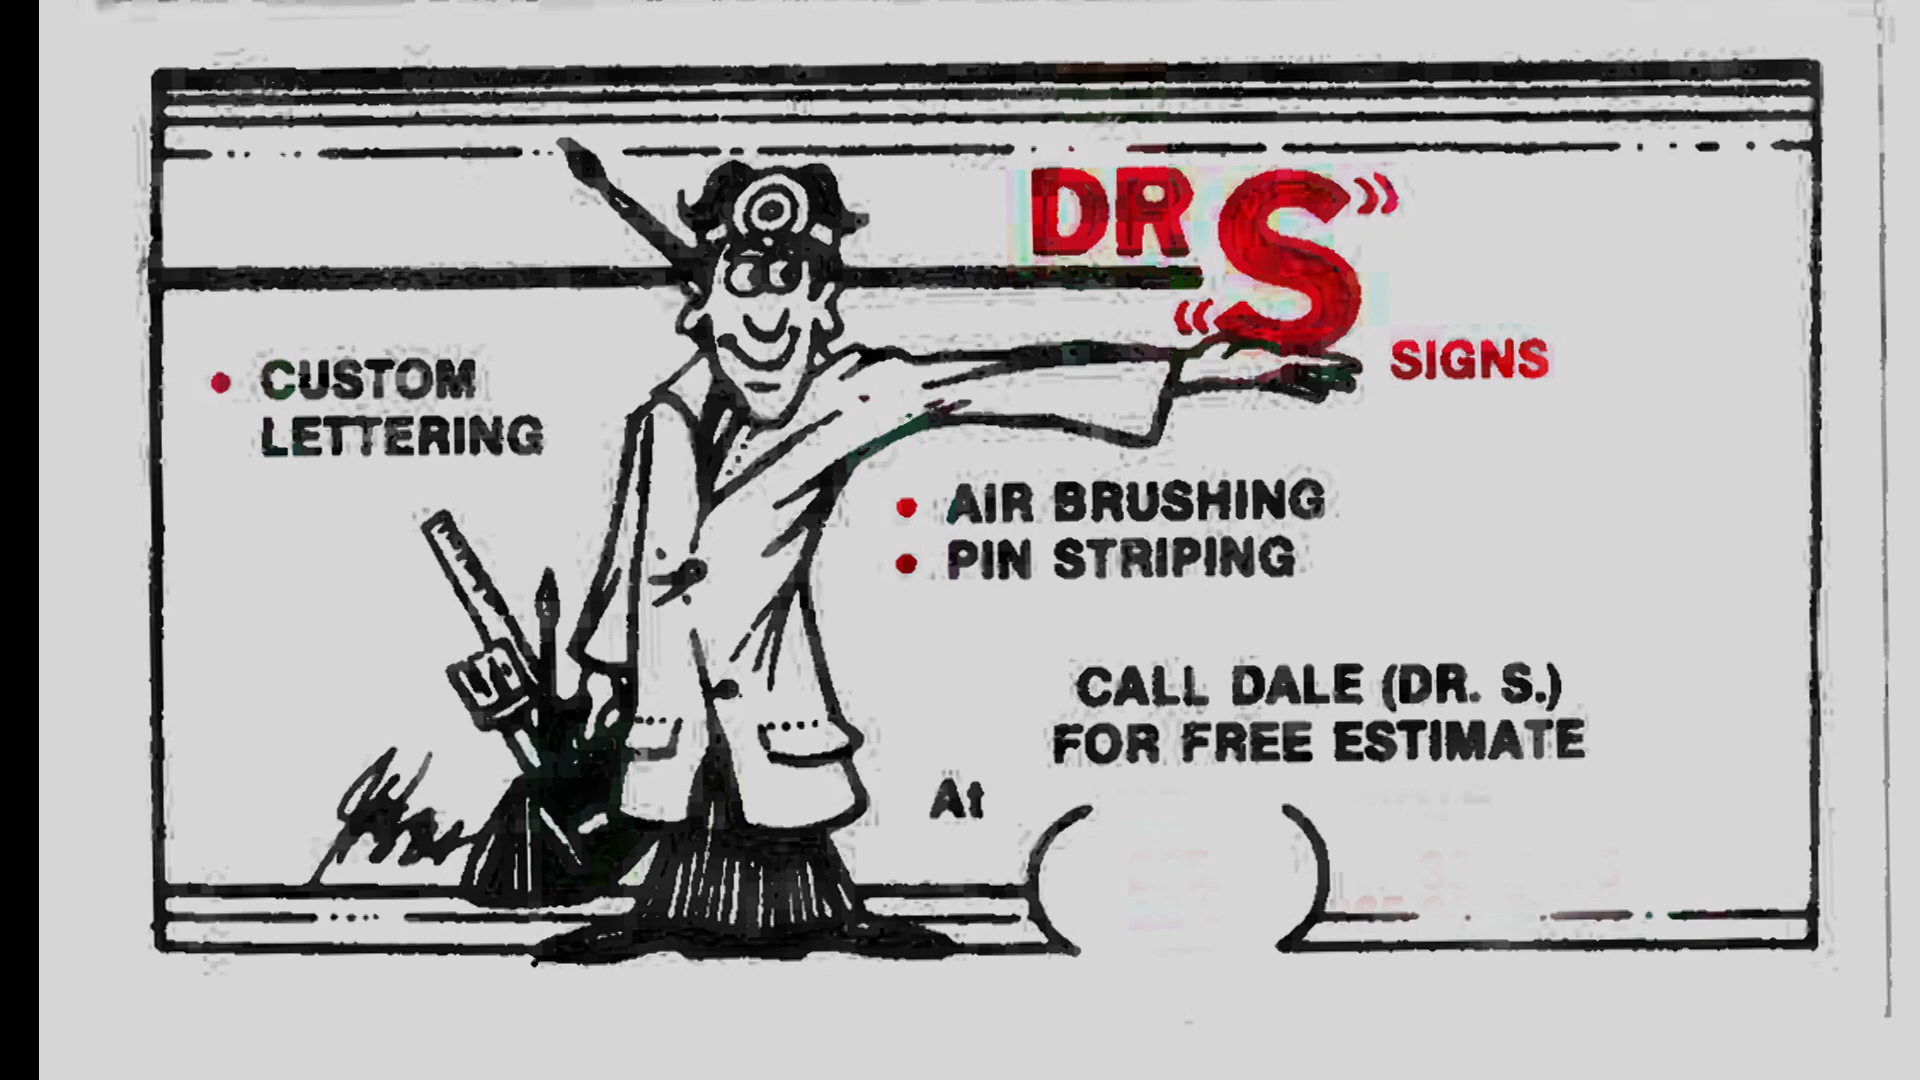 DR "S"
SIGNS
• CUSTOM
LETTERING
• AIR BRUSHING
• PIN STRIPING
CALL DALE (DR. S.)
FOR FREE ESTIMATE
At
S